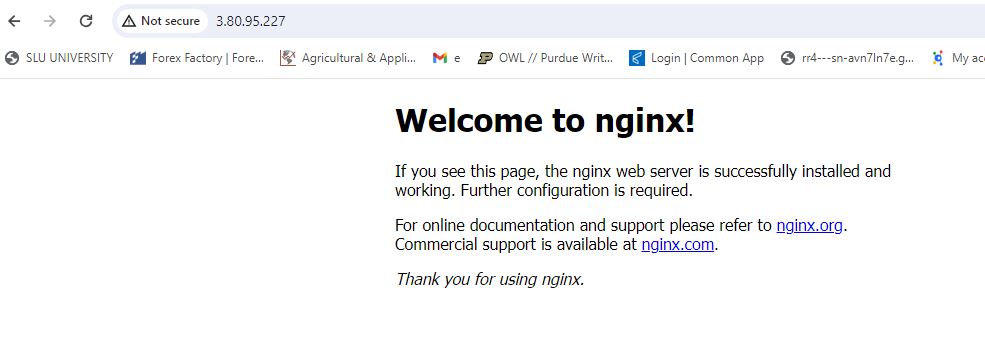 Not secure 3.80.95.227
SLU UNIVERSITY Forex Factory | Fore... Agricultural & Appli... e OWL // Purdue Writ... Login | Common App rr4---sn-avn7ln7e.g... My acc
Welcome to nginx!
If you see this page, the nginx web server is successfully installed and
working. Further configuration is required.
For online documentation and support please refer to nginx.org.
Commercial support is available at nginx.com.
Thank you for using nginx.